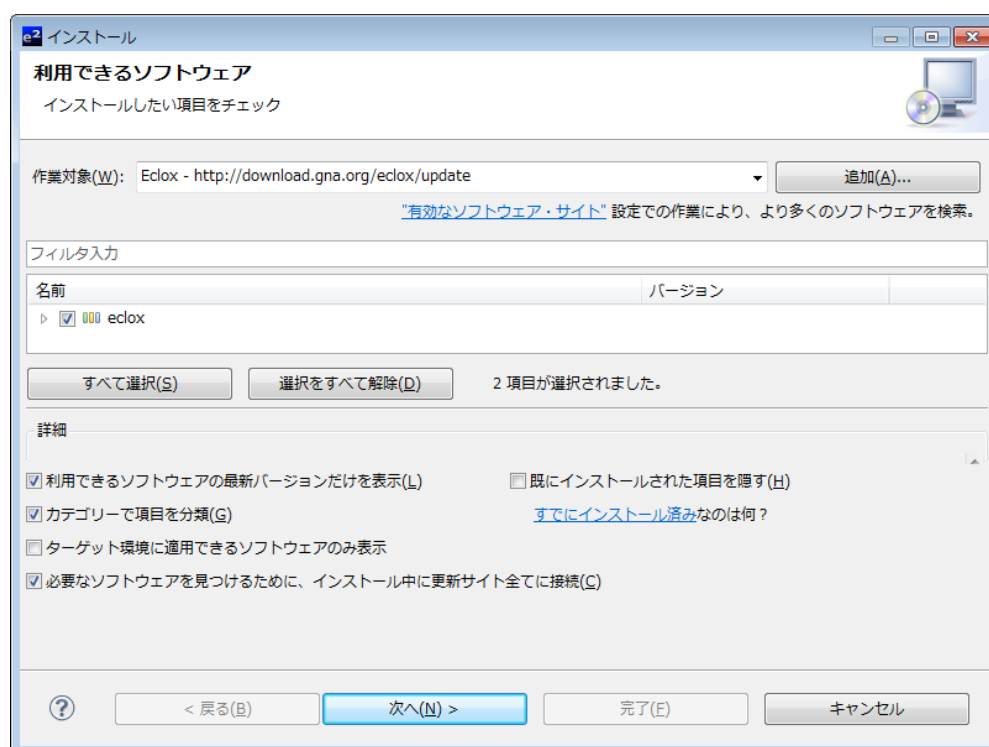 e² インストール
利用できるソフトウェア
インストールしたい項目をチェック
作業対象(W): Eclox - http://download.gna.org/eclox/update 追加(A)...
"有効なソフトウェア・サイト" 設定での作業により、より多くのソフトウェアを検索。
フィルタ入力
名前 バージョン
eclox
すべて選択(S) 選択をすべて解除(D) 2 項目が選択されました。
詳細
利用できるソフトウェアの最新バージョンだけを表示(L) 既にインストールされた項目を隠す(H)
カテゴリーで項目を分類(G) すでにインストール済みなのは何？
ターゲット環境に適用できるソフトウェアのみ表示
必要なソフトウェアを見つけるために、インストール中に更新サイト全てに接続(C)
? < 戻る(B) 次へ(N) > 完了(F) キャンセル